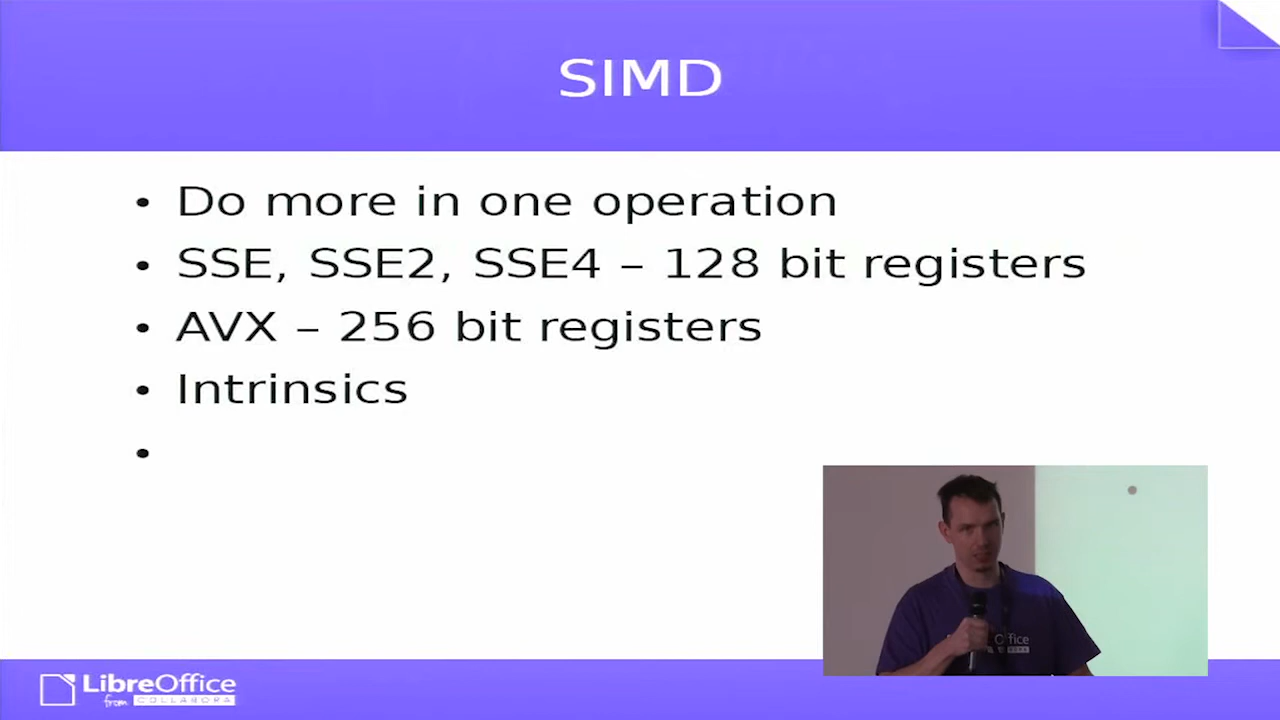 SIMD
• Do more in one operation
• SSE, SSE2, SSE4 – 128 bit registers
• AVX – 256 bit registers
• Intrinsics
•
Office
LibreOffice
from COLLABORA